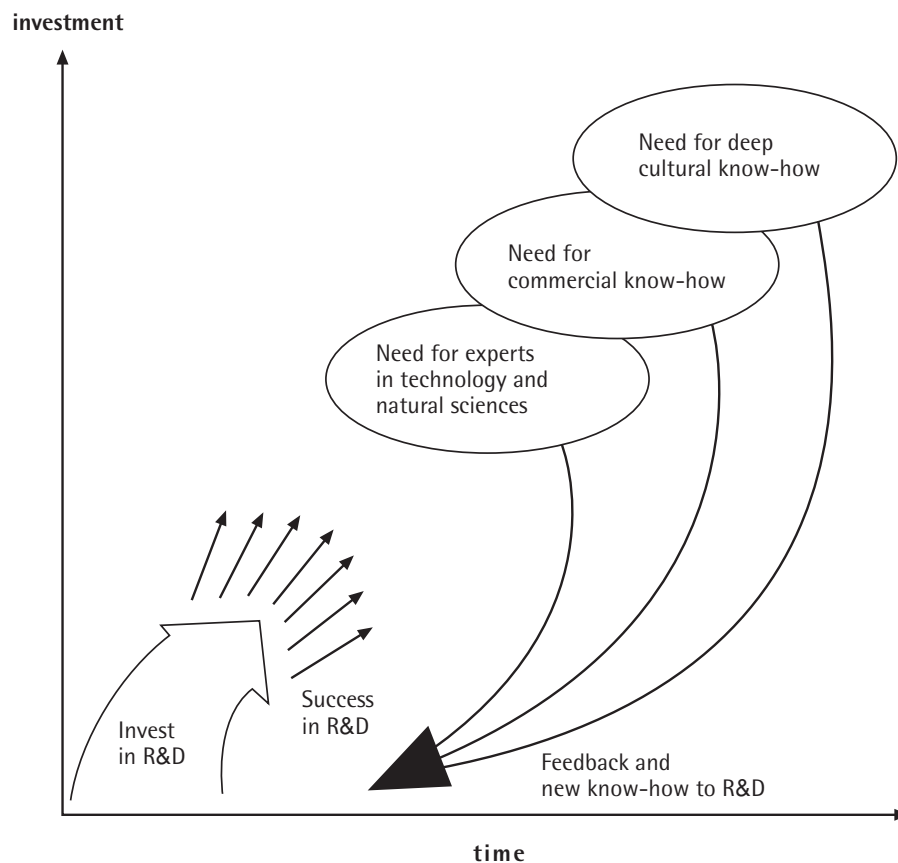 investment
Need for deep
cultural know-how
Need for
commercial know-how
Need for experts
in technology and
natural sciences
Success
in R&D
Invest
in R&D
Feedback and
new know-how to R&D
time